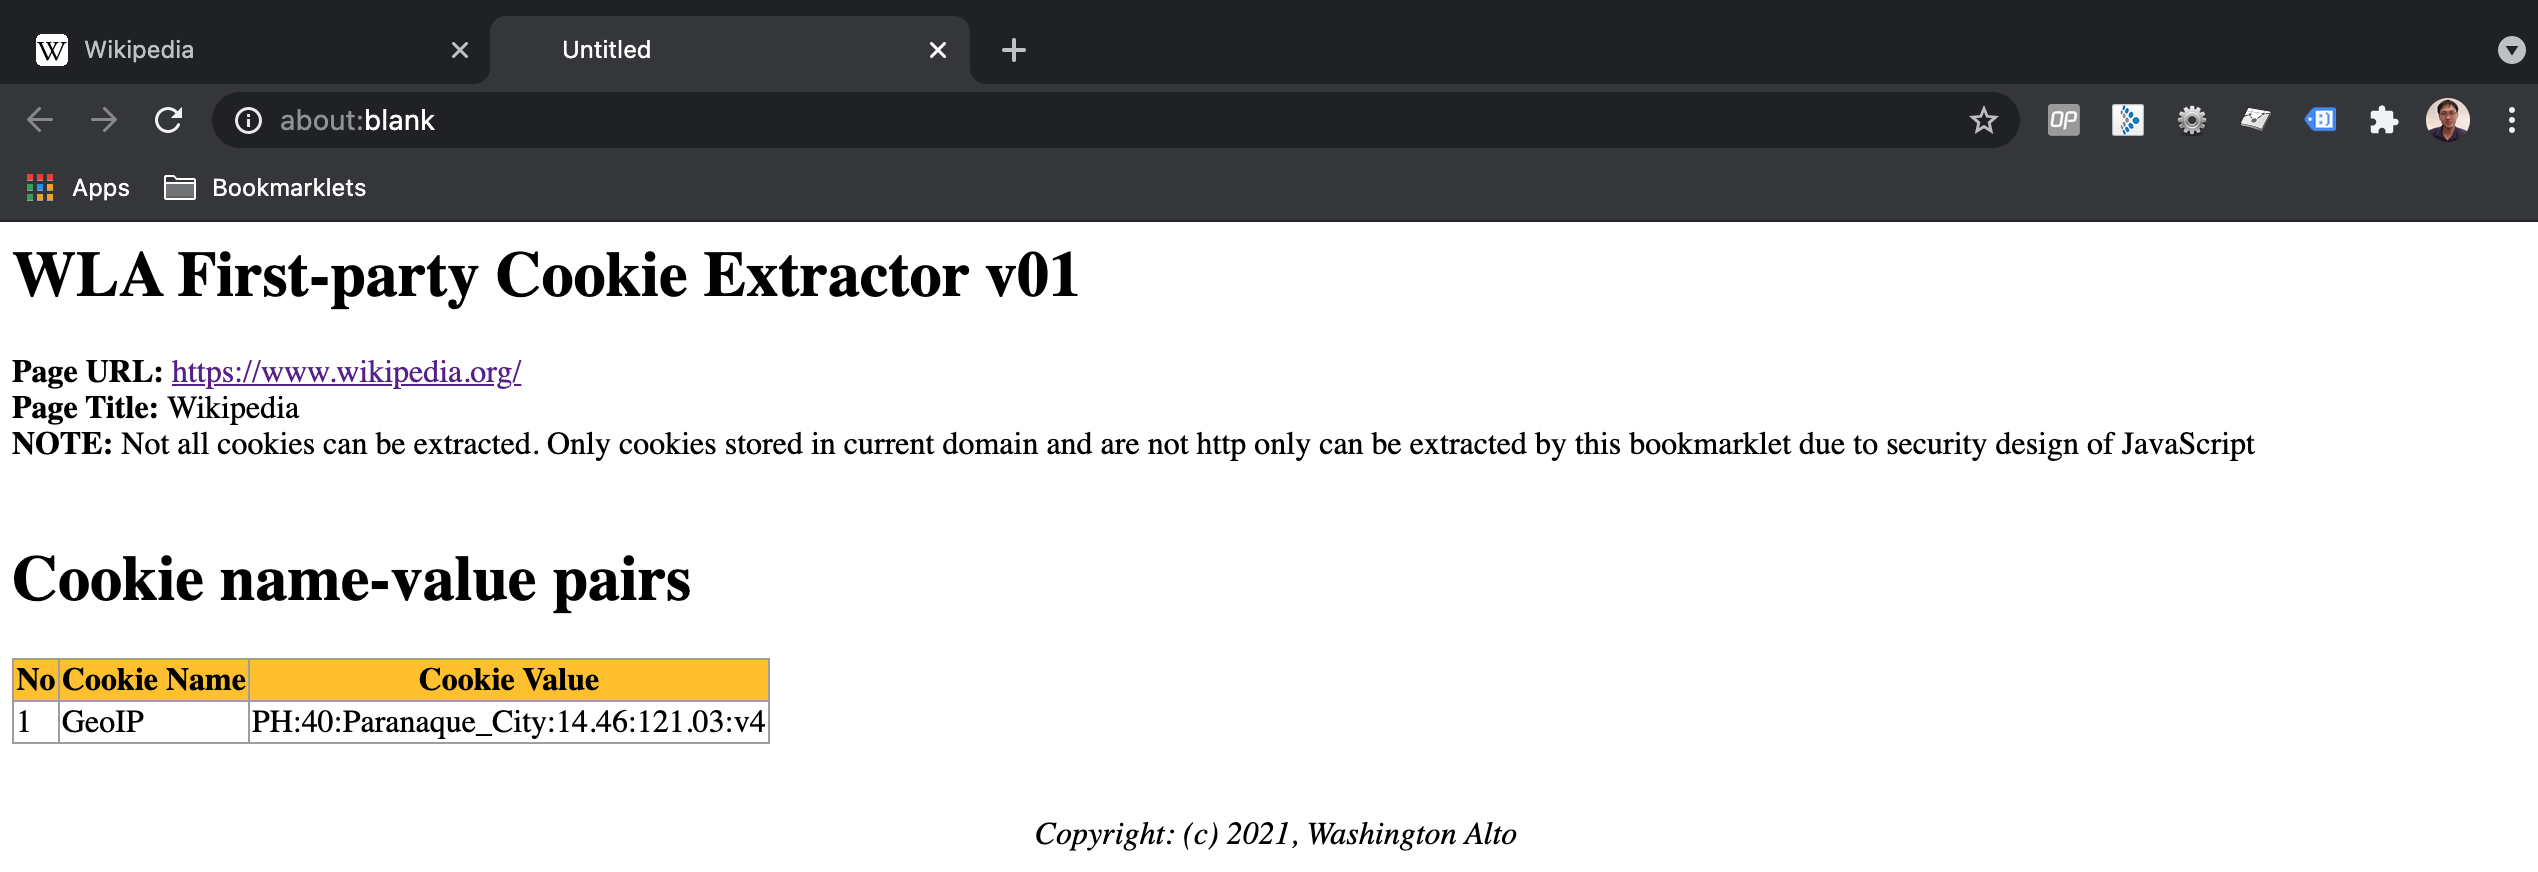 W Wikipedia
Untitled
about:blank
OP
Apps
Bookmarklets
WLA First-party Cookie Extractor v01
Page URL: https://www.wikipedia.org/
Page Title: Wikipedia
NOTE: Not all cookies can be extracted. Only cookies stored in current domain and are not http only can be extracted by this bookmarklet due to security design of JavaScript
Cookie name-value pairs
No Cookie Name Cookie Value
1 GeoIP PH:40:Paranaque_City:14.46:121.03:v4
Copyright: (c) 2021, Washington Alto